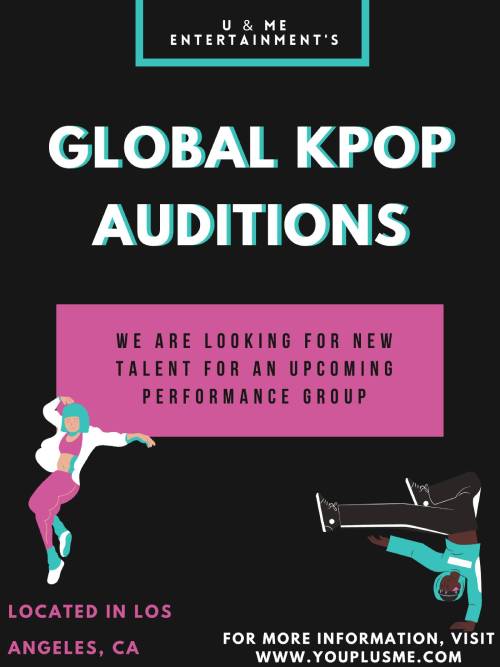 U & ME
ENTERTAINMENT'S
GLOBAL KPOP
AUDITIONS
WE ARE LOOKING FOR NEW
TALENT FOR AN UPCOMING
PERFORMANCE GROUP
LOCATED IN LOS
ANGELES, CA
FOR MORE INFORMATION, VISIT
WWW.YOUPLUSME.COM